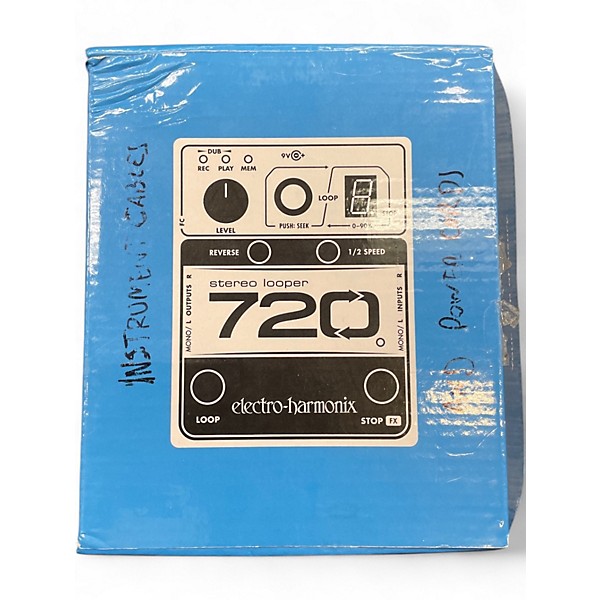 INSTRUMENT CABLES
DUB
REC PLAY MEM
9V
LEVEL
FC
LOOP
PUSH: SEEK
REVERSE
1/2 SPEED
stereo looper
720
MONO/ L OUTPUTS R
MONO/ L INPUTS R
electro-harmonix
LOOP
STOP FX
POWER CORDS